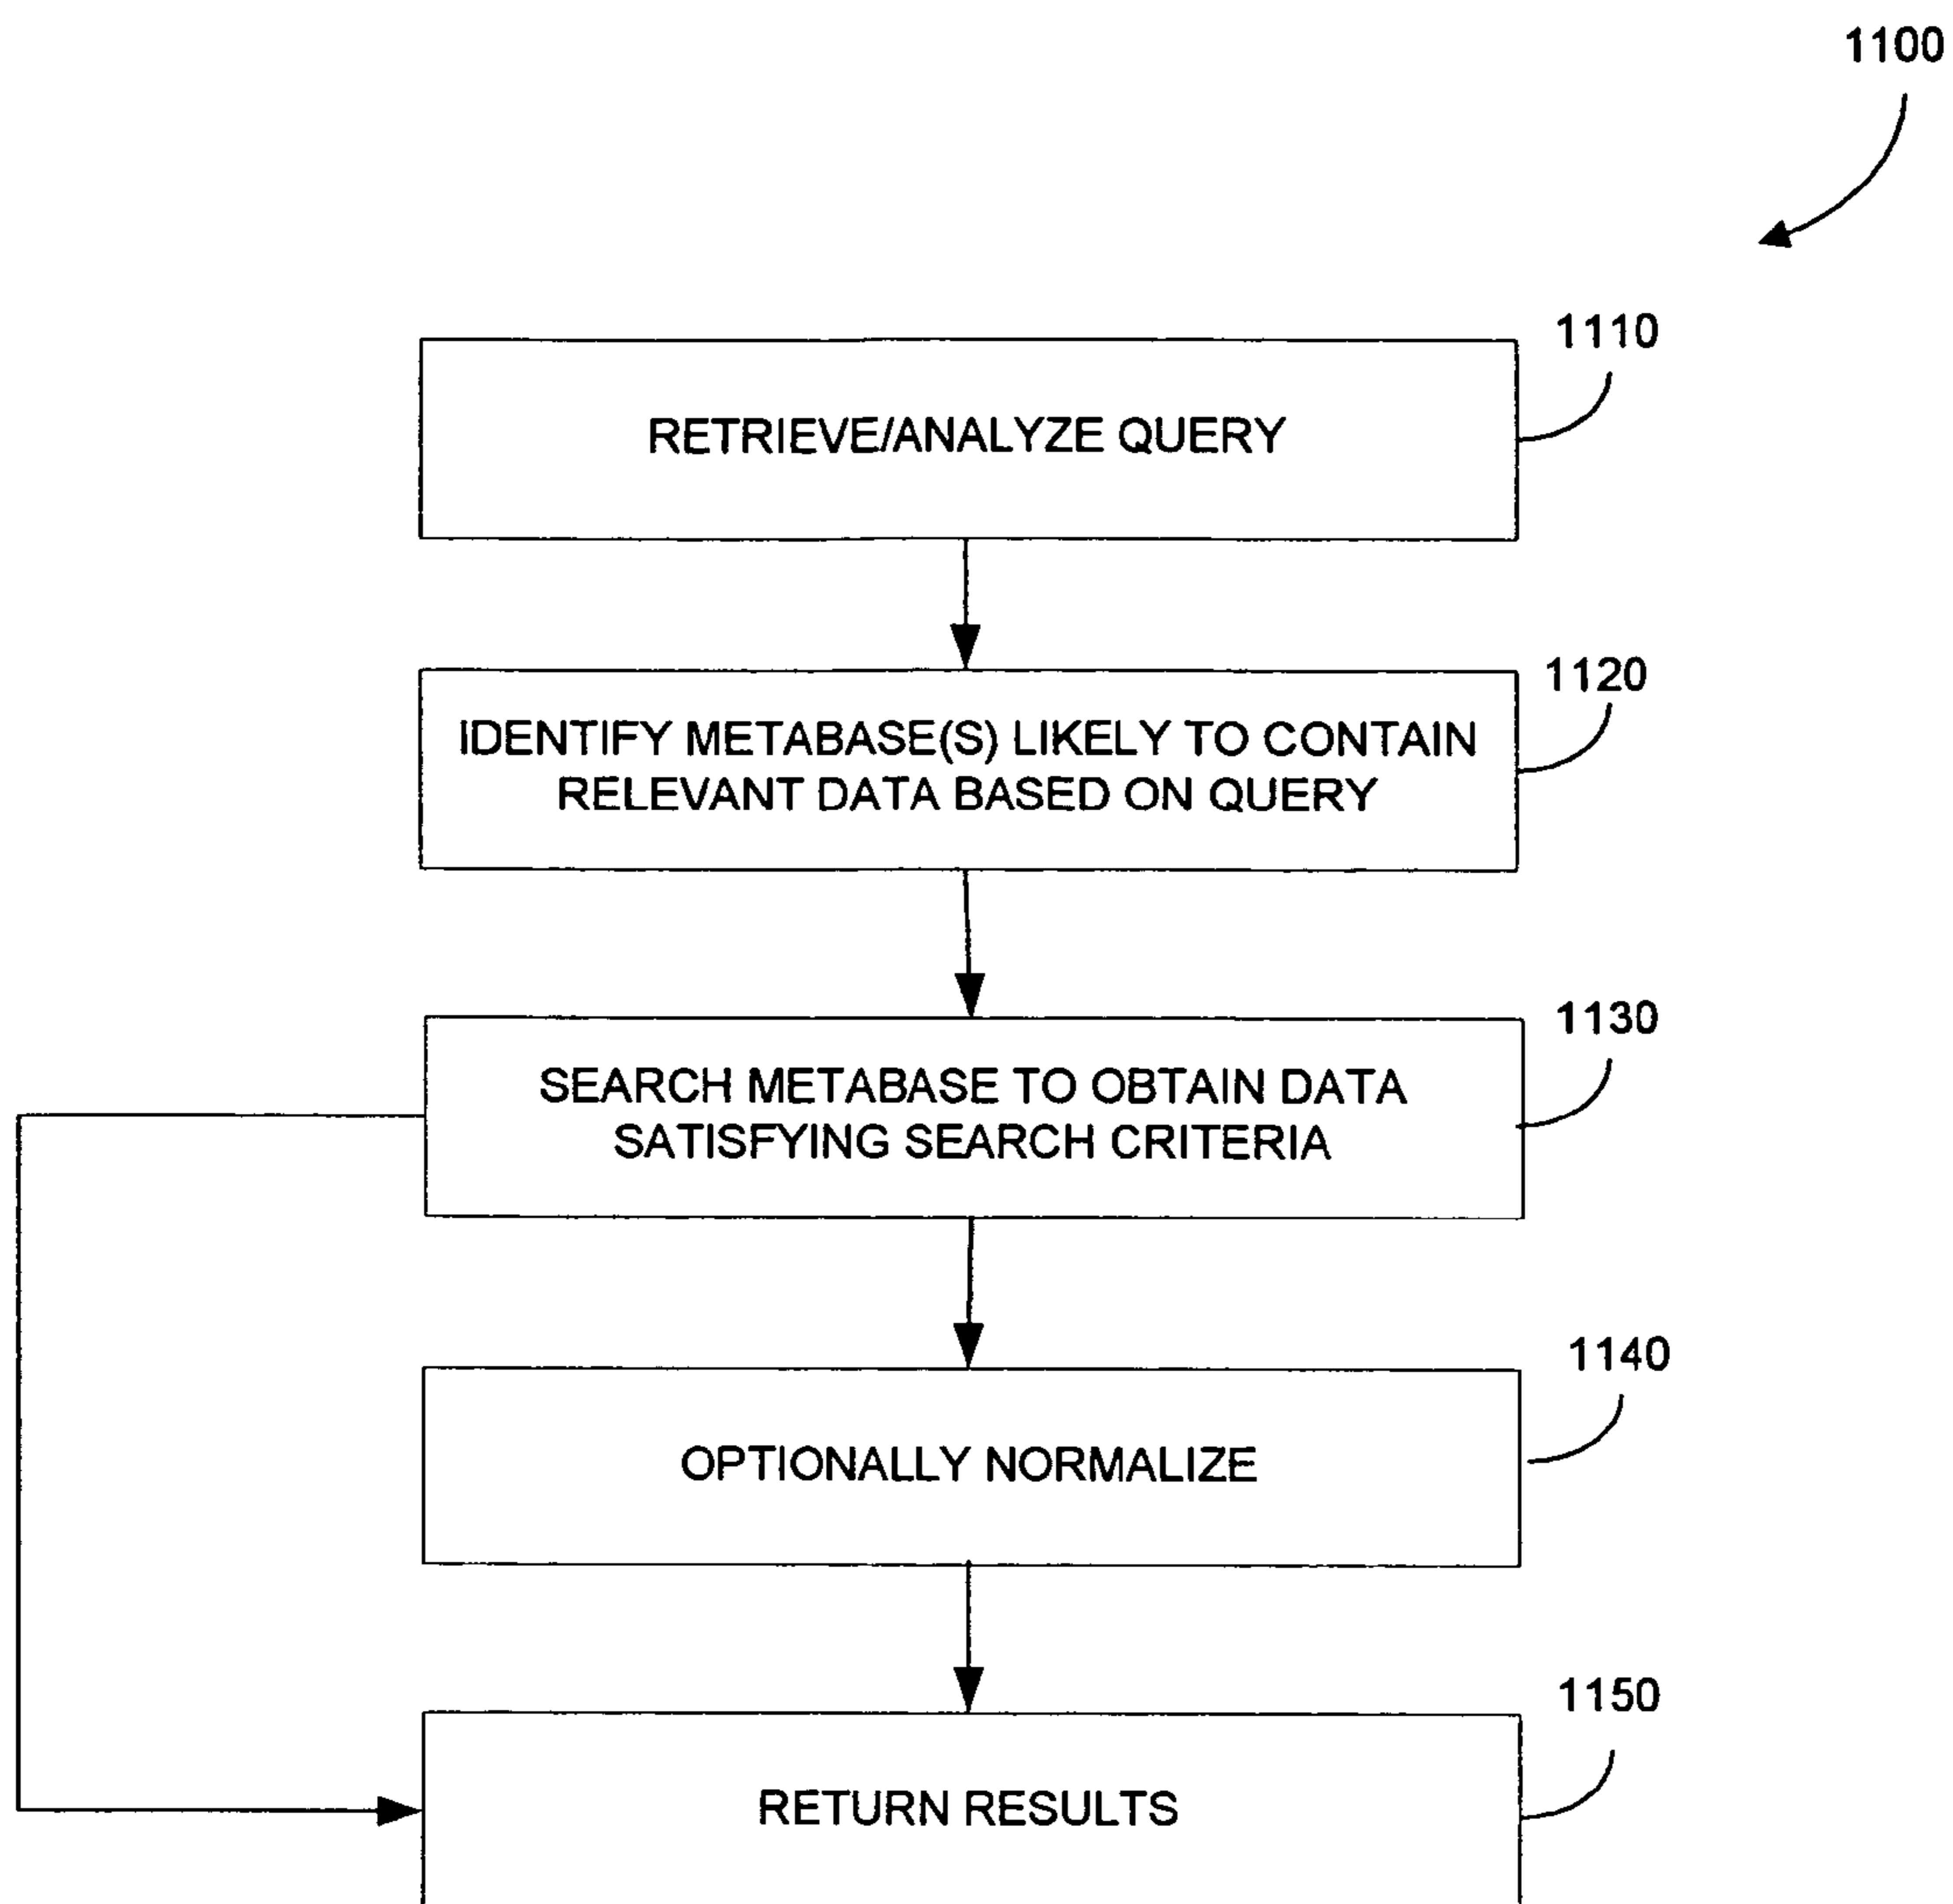 1100
1110
RETRIEVE/ANALYZE QUERY
1120
IDENTIFY METABASE(S) LIKELY TO CONTAIN
RELEVANT DATA BASED ON QUERY
1130
SEARCH METABASE TO OBTAIN DATA
SATISFYING SEARCH CRITERIA
1140
OPTIONALLY NORMALIZE
1150
RETURN RESULTS